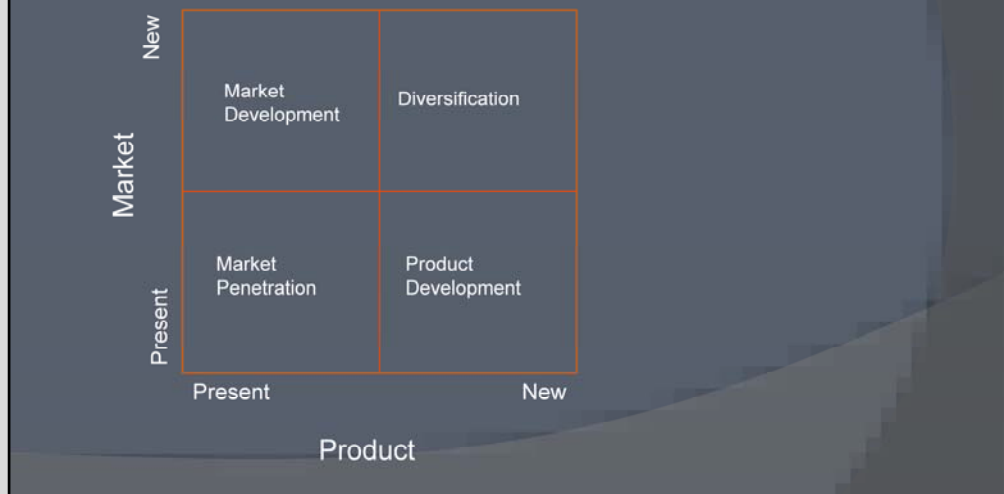 New
Market
Development
Diversification
Market
Market
Penetration
Product
Development
Present
Present
New
Product